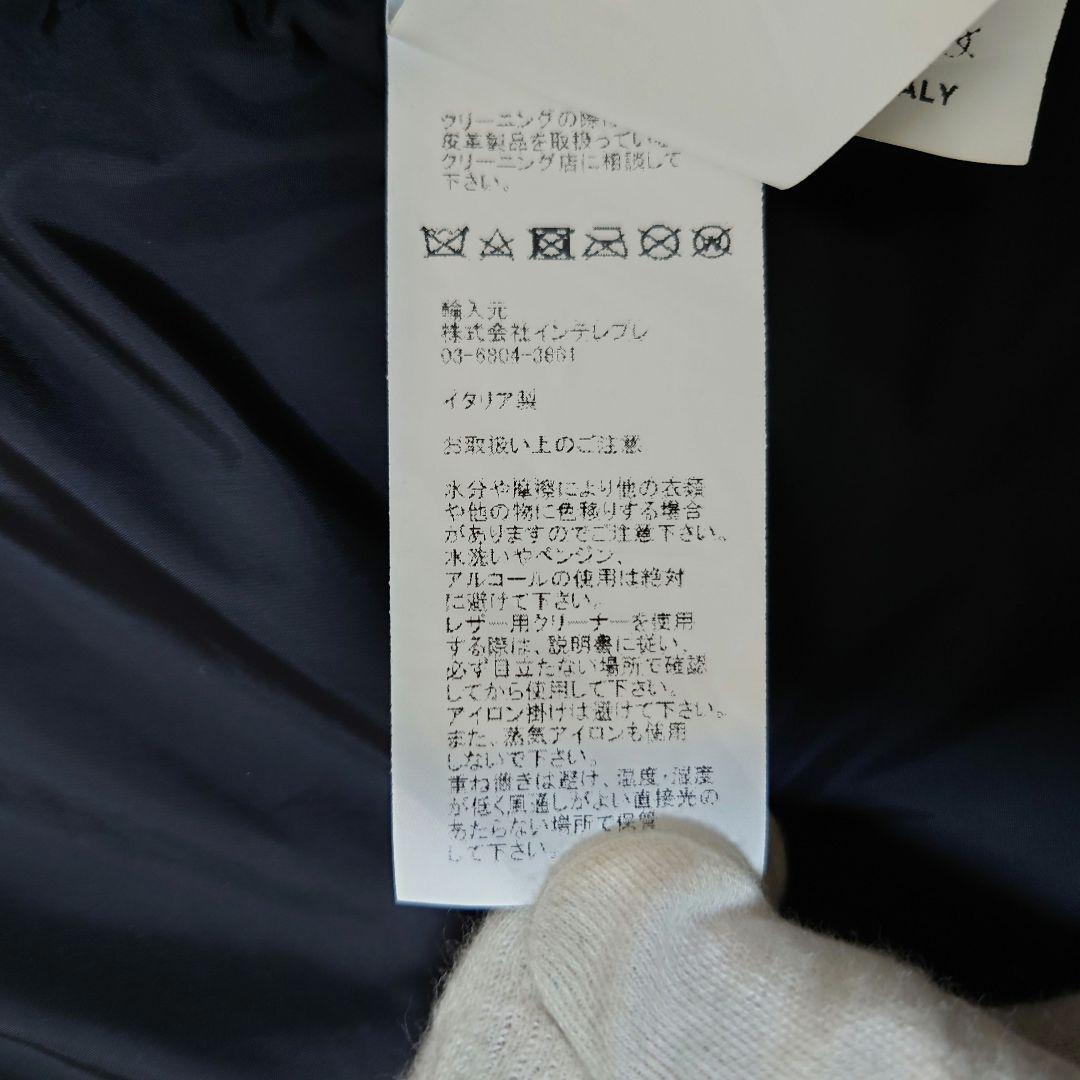 ALY
クリーニングの際に
皮革製品を取扱っている
クリーニング店に相談して
下さい。
輸入元
株式会社インテレプレ
03-6804-3861
イタリア製
お取扱い上のご注意
水分や摩擦により他の衣類
や他の物に色移りする場合
がありますのでご注意下さい。
水洗いやベンジン、
アルコールの使用は絶対
に避けて下さい。
レザー用クリーナーを使用
する際は、説明書に従い、
必ず目立たない場所で確認
してから使用して下さい。
アイロン掛けは避けて下さい。
また、蒸気アイロンも使用
しないで下さい。
重ね置きは避け、温度・湿度
が低く風通しがよい直接光の
あたらない場所で保管
して下さい。